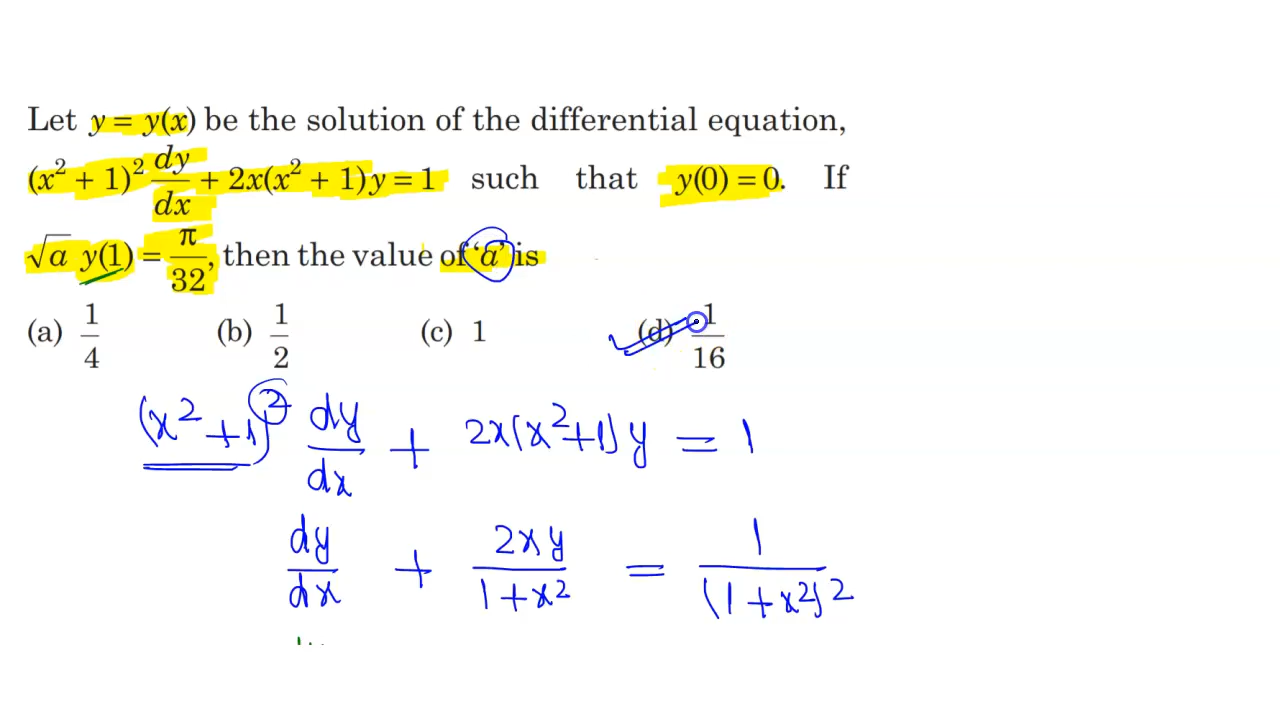 Let y = y(x) be the solution of the differential equation,
(x² + 1)² dy/dx + 2x(x² + 1)y = 1 such that y(0) = 0. If
√a y(1) = π/32, then the value of 'a' is
(a) 1/4 (b) 1/2 (c) 1 (d) 1/16
(x² + 1)² dy/dx + 2x(x²+1)y = 1
dy/dx + 2xy/1+x² = 1/(1+x²)²